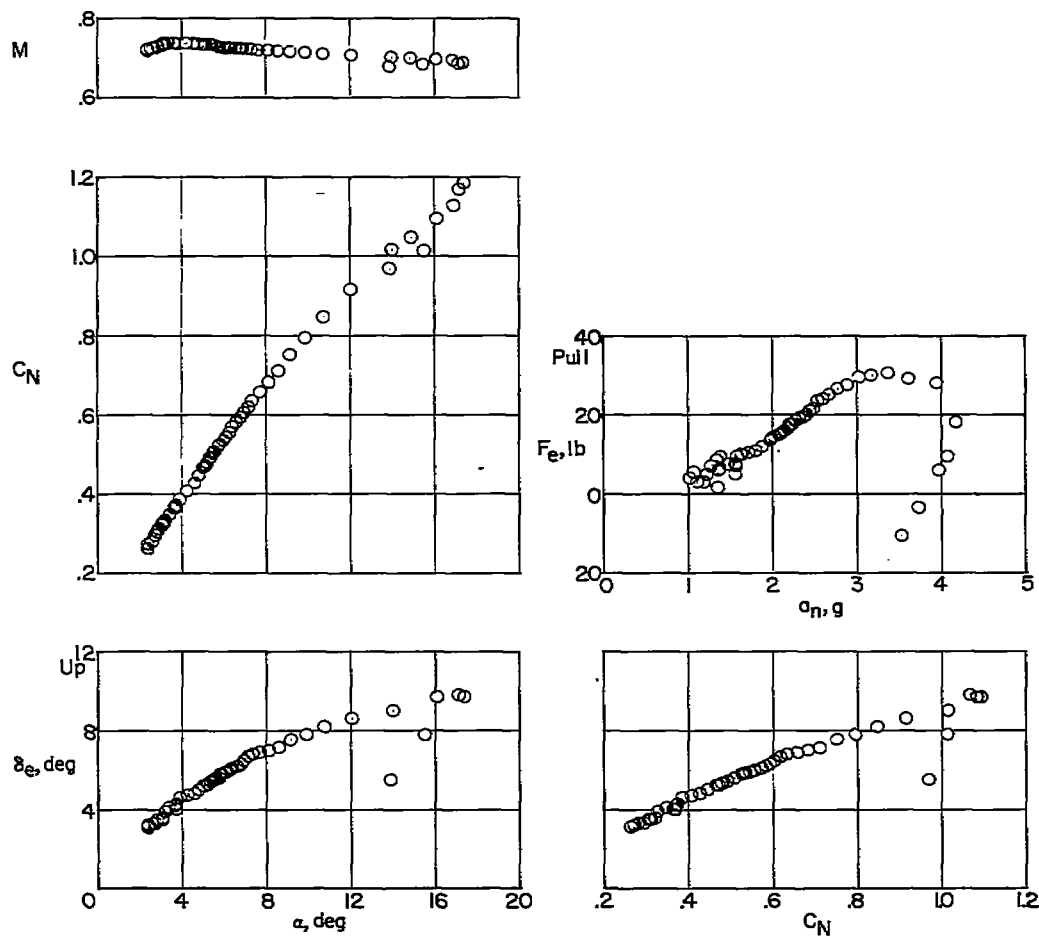 M
.8
.6
C_N
1.2
1.0
.8
.6
.4
.2
F_e, lb
Pull
40
20
0
20
0 1 2 3 4 5
a_n, g
δ_e, deg
Up
12
8
4
0
0 4 8 12 16 20
α, deg
.2 .4 .6 .8 1.0 1.2
C_N